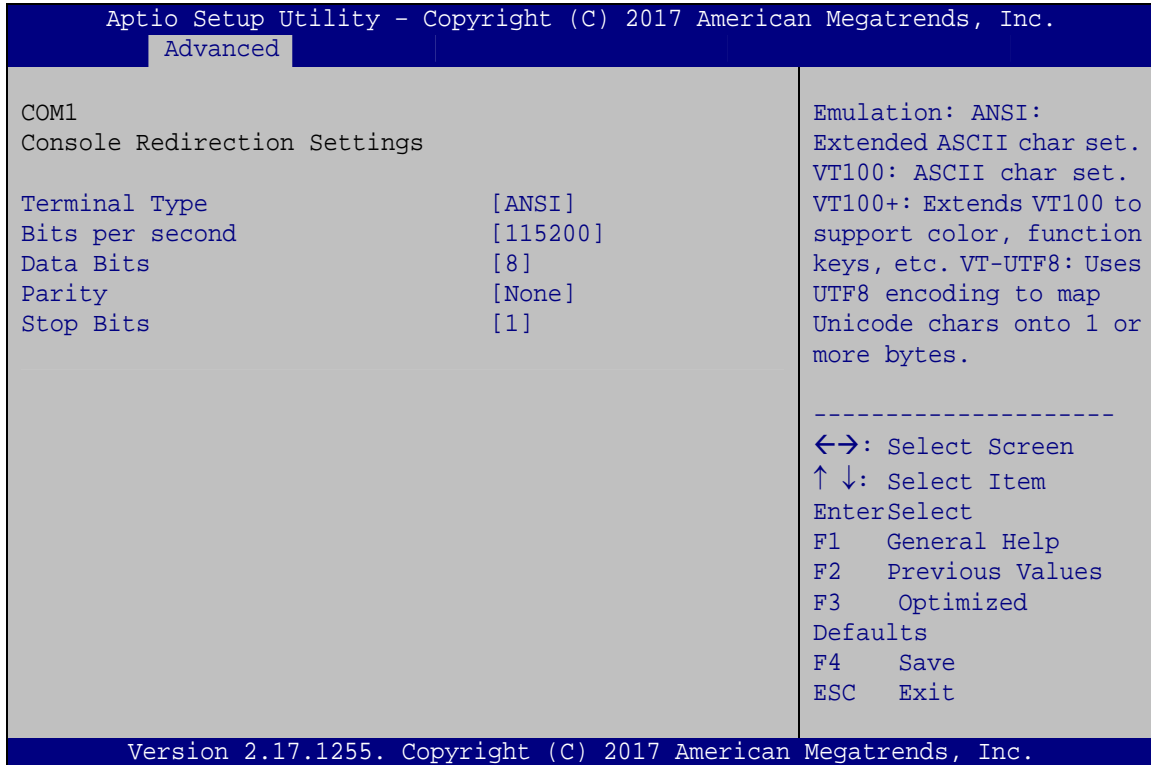 Aptio Setup Utility – Copyright (C) 2017 American Megatrends, Inc.
Advanced
COM1
Console Redirection Settings
Terminal Type [ANSI]
Bits per second [115200]
Data Bits [8]
Parity [None]
Stop Bits [1]
Emulation: ANSI:
Extended ASCII char set.
VT100: ASCII char set.
VT100+: Extends VT100 to
support color, function
keys, etc. VT-UTF8: Uses
UTF8 encoding to map
Unicode chars onto 1 or
more bytes.
---------------------
←→: Select Screen
↑ ↓: Select Item
EnterSelect
F1 General Help
F2 Previous Values
F3 Optimized
Defaults
F4 Save
ESC Exit
Version 2.17.1255. Copyright (C) 2017 American Megatrends, Inc.